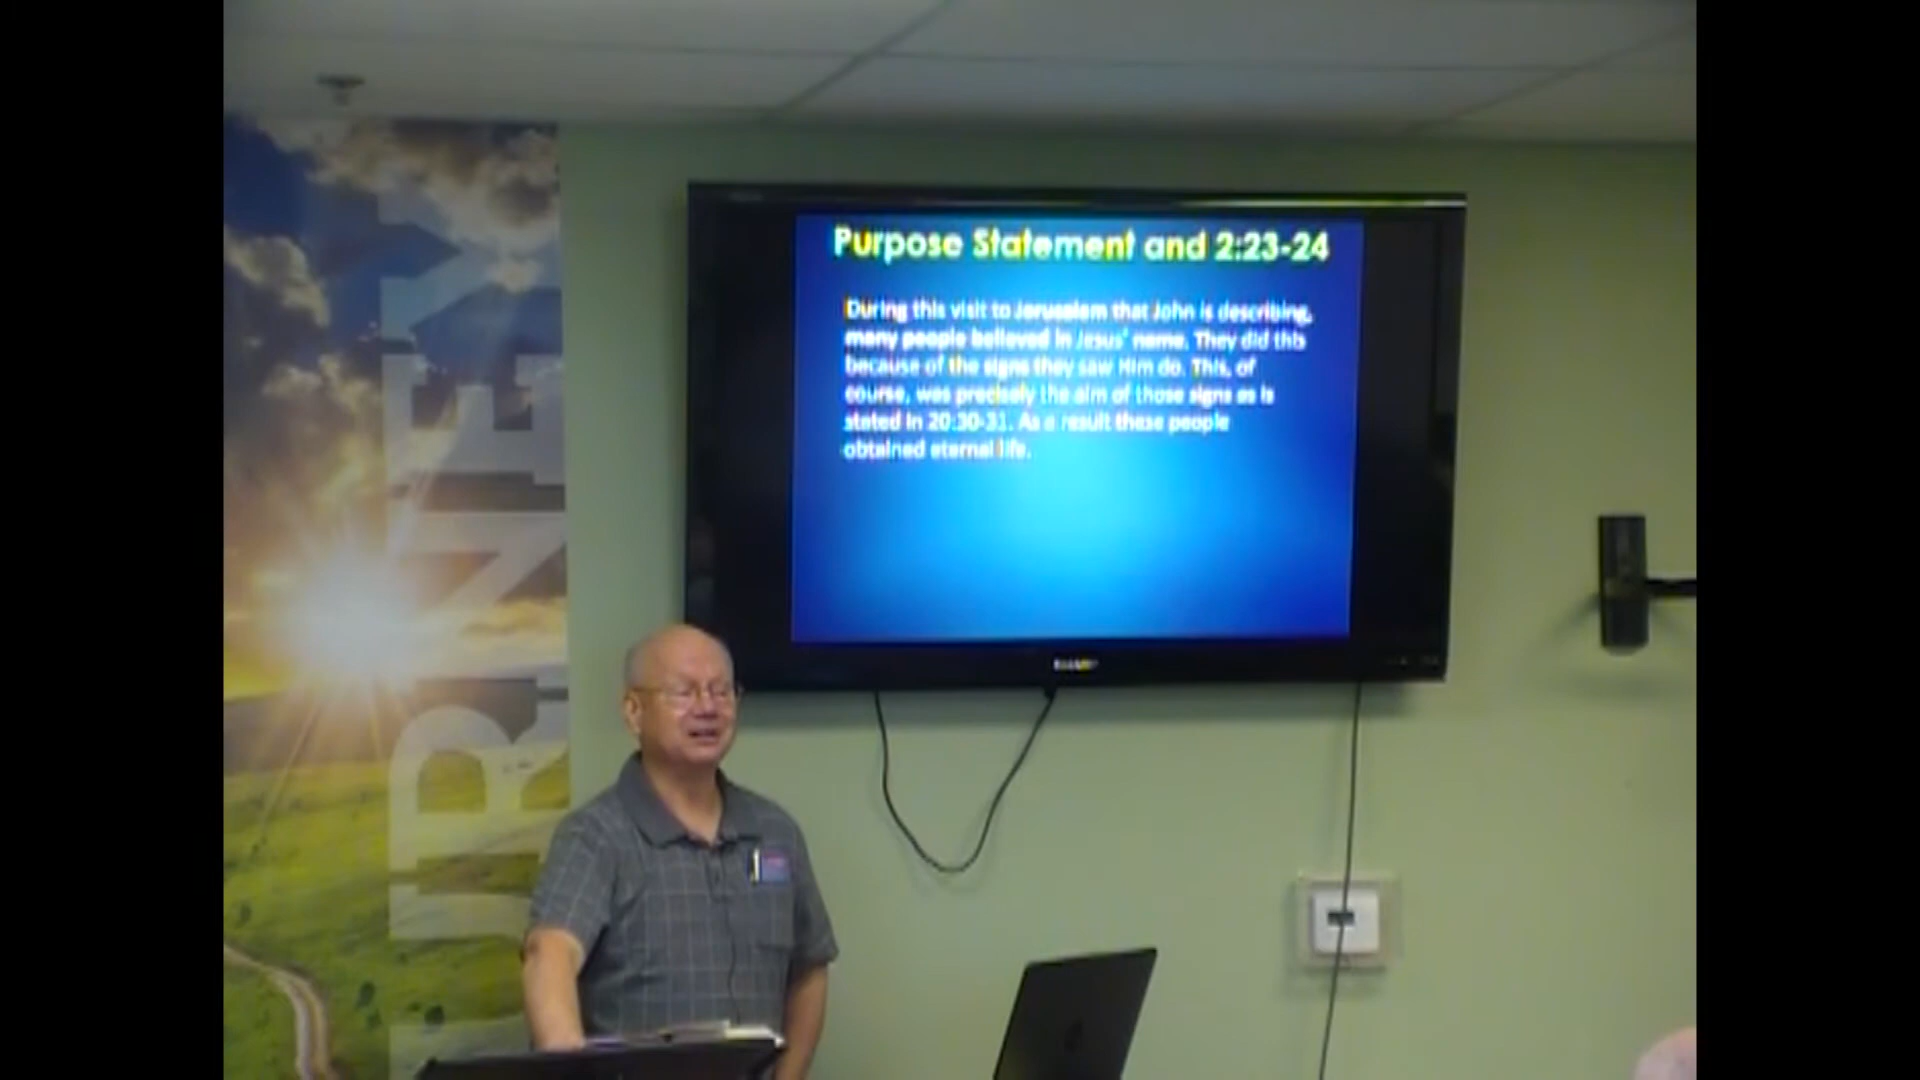 Purpose Statement and 2:23-24
During this visit to Jerusalem that John is describing,
many people believed in Jesus' name. They did this
because of the signs they saw Him do. This, of
course, was precisely the aim of those signs as is
stated in 20:30-31. As a result these people
obtained eternal life.
SHARP